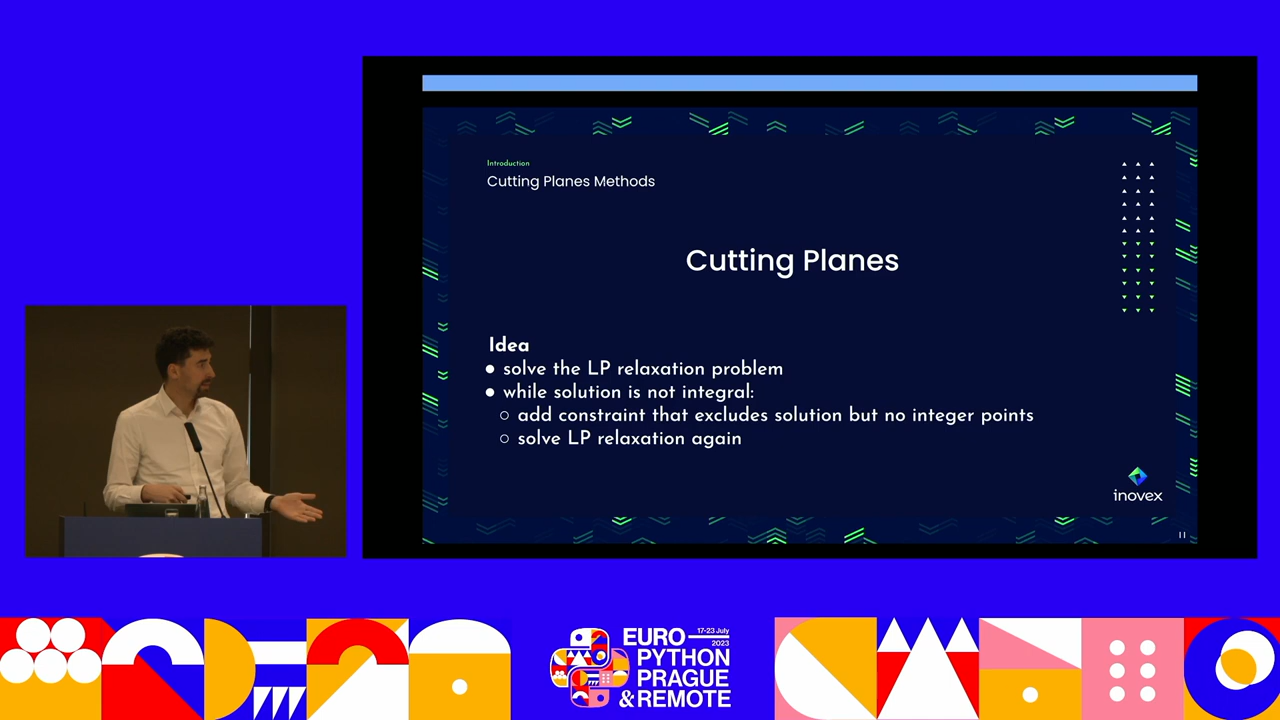 Introduction
Cutting Planes Methods
Cutting Planes
Idea
● solve the LP relaxation problem
● while solution is not integral:
○ add constraint that excludes solution but no integer points
○ solve LP relaxation again
inovex
11
EURO 17-23 July 2023
PYTHON
PRAGUE
& REMOTE